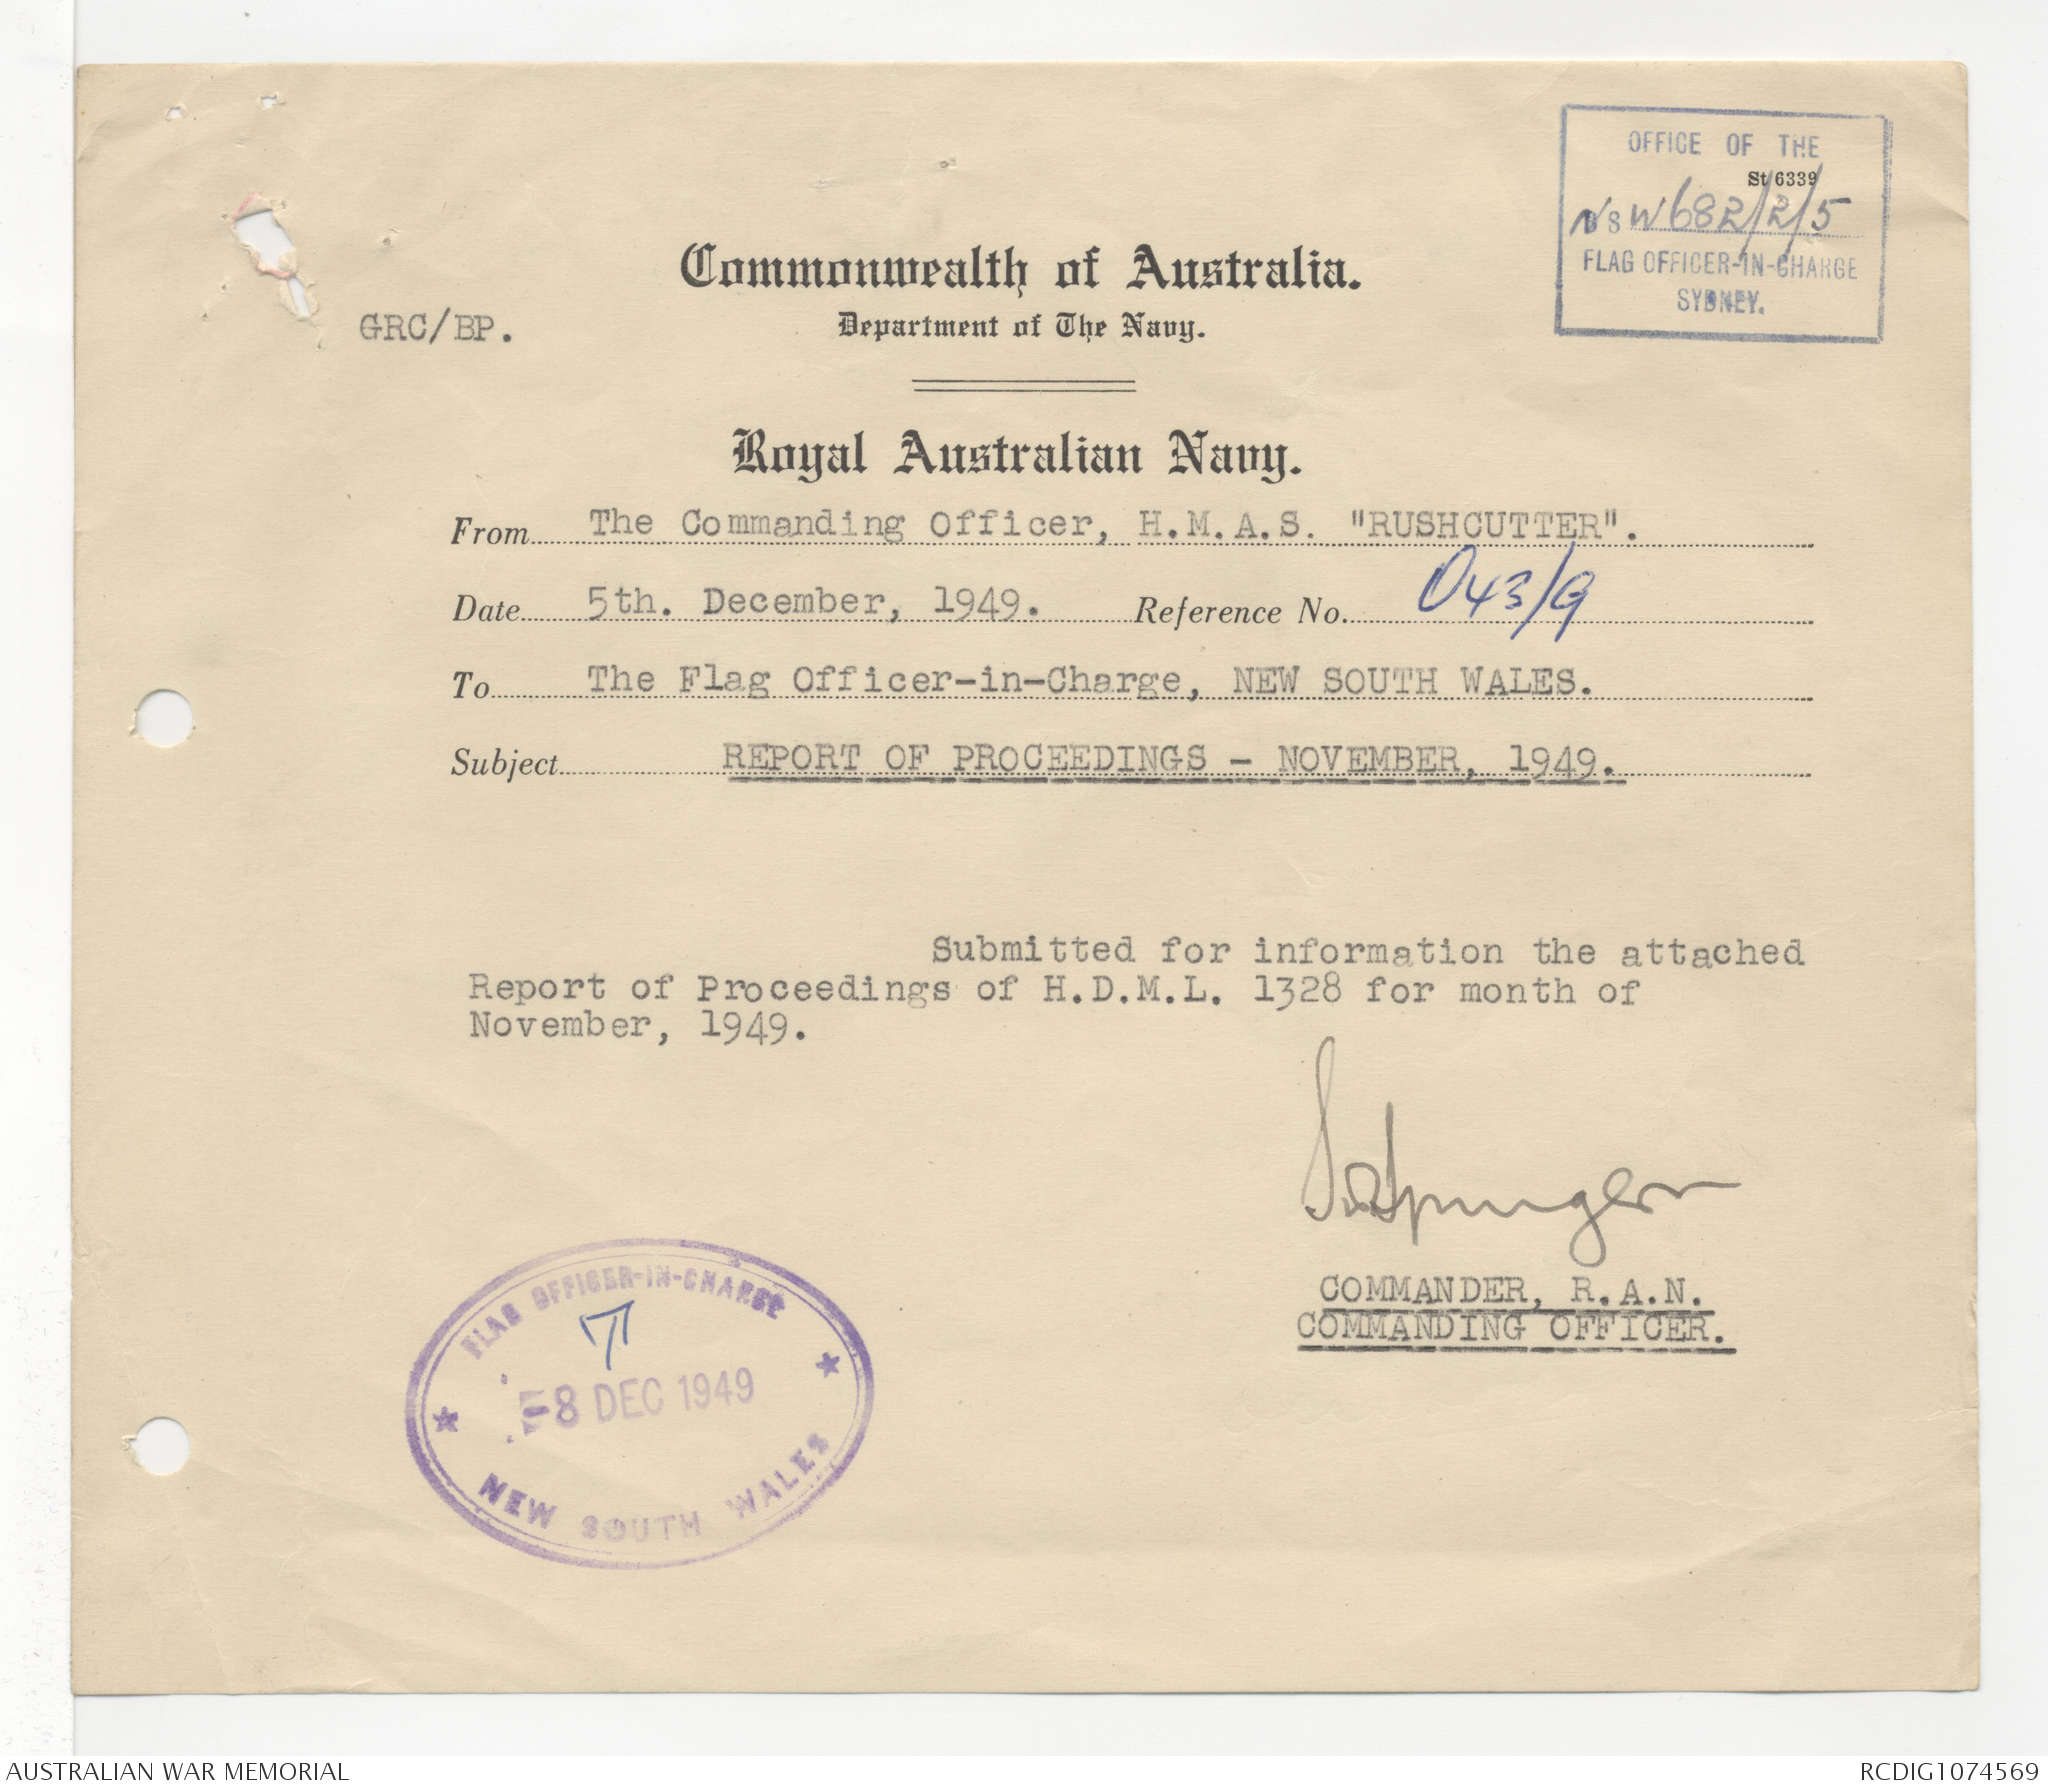 OFFICE OF THE
St 6339
NSW 682/2/5
FLAG OFFICER-IN-CHARGE
SYDNEY.
Commonwealth of Australia.
GRC/BP.
Department of The Navy.
Royal Australian Navy.
From The Commanding Officer, H.M.A.S. "RUSHCUTTER".
Date 5th. December, 1949. Reference No. 043/9
To The Flag Officer-in-Charge, NEW SOUTH WALES.
Subject REPORT OF PROCEEDINGS - NOVEMBER, 1949.
Submitted for information the attached
Report of Proceedings of H.D.M.L. 1328 for month of
November, 1949.
COMMANDER, R.A.N.
COMMANDING OFFICER.
FLAG OFFICER-IN-CHARGE
8 DEC 1949
NEW SOUTH WALES
AUSTRALIAN WAR MEMORIAL
RCDIG1074569